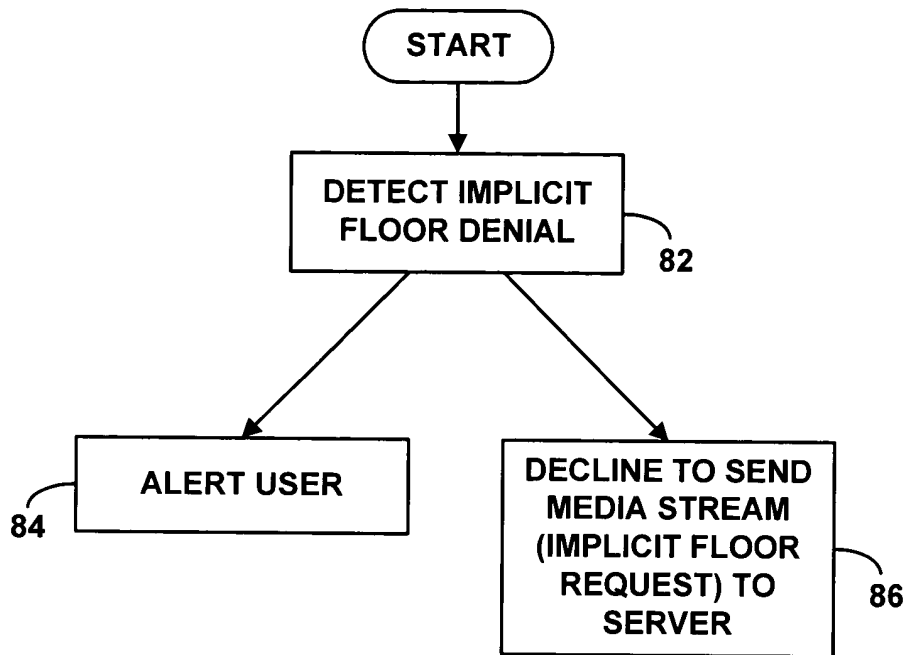 START
DETECT IMPLICIT
FLOOR DENIAL
82
ALERT USER
84
DECLINE TO SEND
MEDIA STREAM
(IMPLICIT FLOOR
REQUEST) TO
SERVER
86